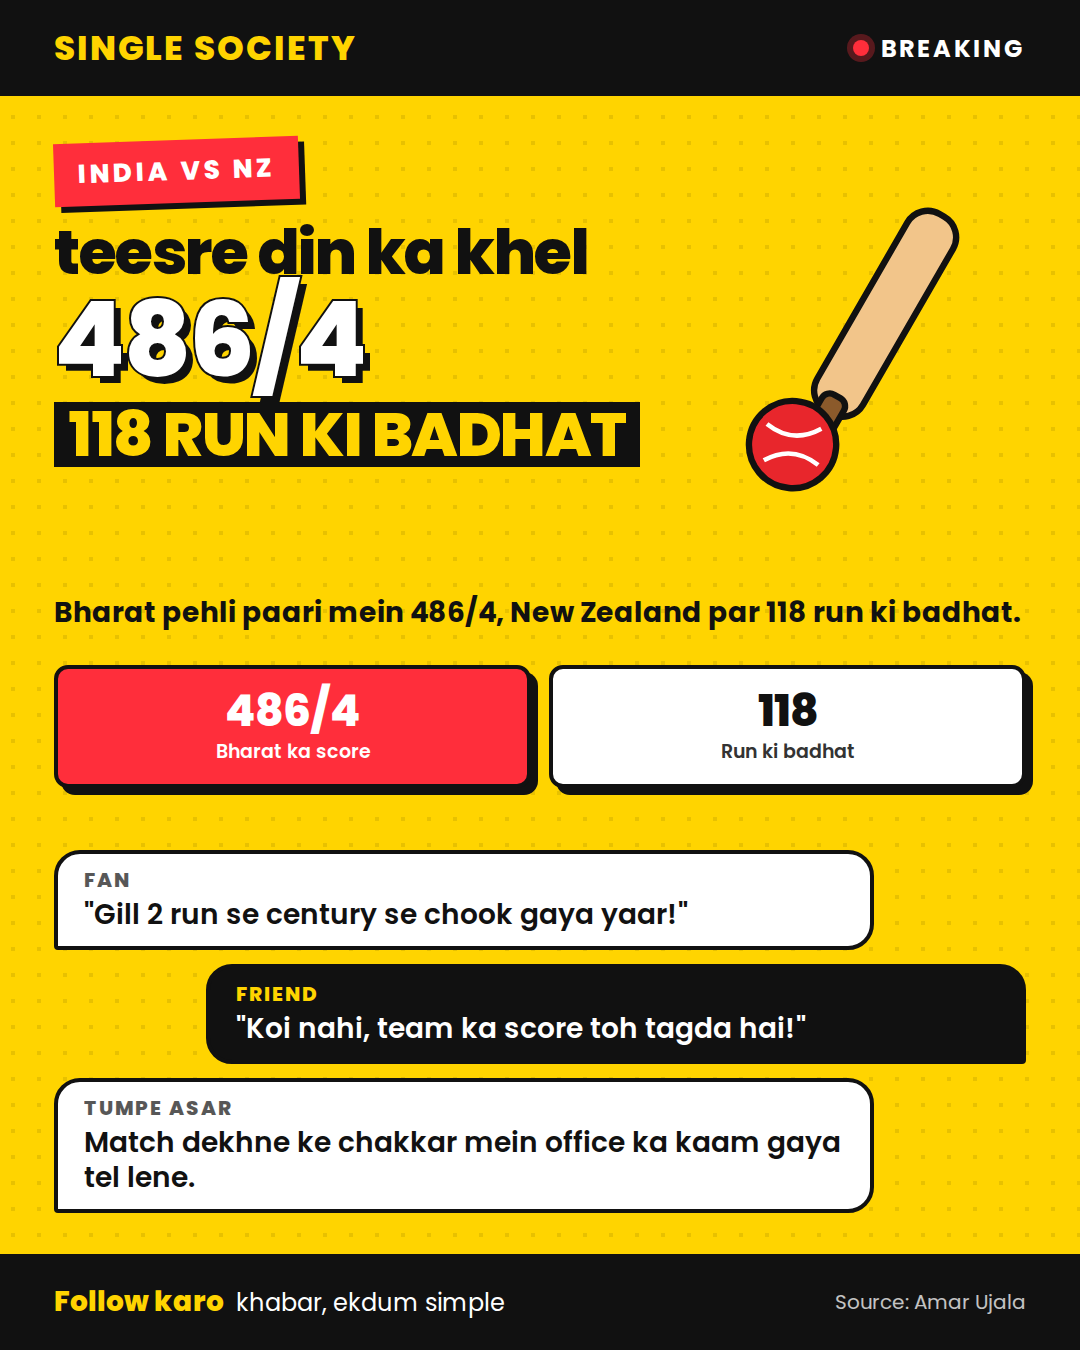 SINGLE SOCIETY
BREAKING
INDIA VS NZ
teesre din ka khel
486/4
118 RUN KI BADHAT
Bharat pehli paari mein 486/4, New Zealand par 118 run ki badhat.
486/4
Bharat ka score
118
Run ki badhat
FAN
"Gill 2 run se century se chook gaya yaar!"
FRIEND
"Koi nahi, team ka score toh tagda hai!"
TUMPE ASAR
Match dekhne ke chakkar mein office ka kaam gaya
tel lene.
Follow karo khabar, ekdum simple
Source: Amar Ujala